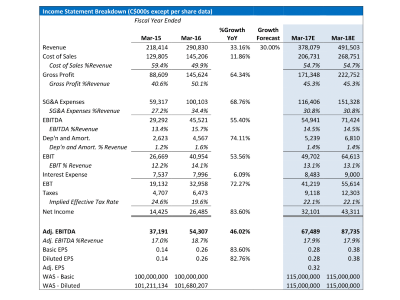 Income Statement Breakdown (C$000s except per share data)
Fiscal Year Ended
Mar-15 Mar-16 %Growth YoY Growth Forecast Mar-17E Mar-18E
Revenue 218,414 290,830 33.16% 30.00% 378,079 491,503
Cost of Sales 129,805 145,206 11.86% 206,731 268,751
Cost of Sales %Revenue 59.4% 49.9% 54.7% 54.7%
Gross Profit 88,609 145,624 64.34% 171,348 222,752
Gross Profit %Revenue 40.6% 50.1% 45.3% 45.3%
SG&A Expenses 59,317 100,103 68.76% 116,406 151,328
SG&A Expenses %Revenue 27.2% 34.4% 30.8% 30.8%
EBITDA 29,292 45,521 55.40% 54,941 71,424
EBITDA %Revenue 13.4% 15.7% 14.5% 14.5%
Dep'n and Amort. 2,623 4,567 74.11% 5,239 6,810
Dep'n and Amort. % Revenue 1.2% 1.6% 1.4% 1.4%
EBIT 26,669 40,954 53.56% 49,702 64,613
EBIT % Revenue 12.2% 14.1% 13.1% 13.1%
Interest Expense 7,537 7,996 6.09% 8,483 9,000
EBT 19,132 32,958 72.27% 41,219 55,614
Taxes 4,707 6,473 9,118 12,303
Implied Effective Tax Rate 24.6% 19.6% 22.1% 22.1%
Net Income 14,425 26,485 83.60% 32,101 43,311
Adj. EBITDA 37,191 54,307 46.02% 67,489 87,735
Adj. EBITDA %Revenue 17.0% 18.7% 17.9% 17.9%
Basic EPS 0.14 0.26 83.60% 0.28 0.38
Diluted EPS 0.14 0.26 82.76% 0.28 0.38
Adj. EPS 0.32
WAS - Basic 100,000,000 100,000,000 115,000,000 115,000,000
WAS - Diluted 101,211,134 101,680,207 115,000,000 115,000,000